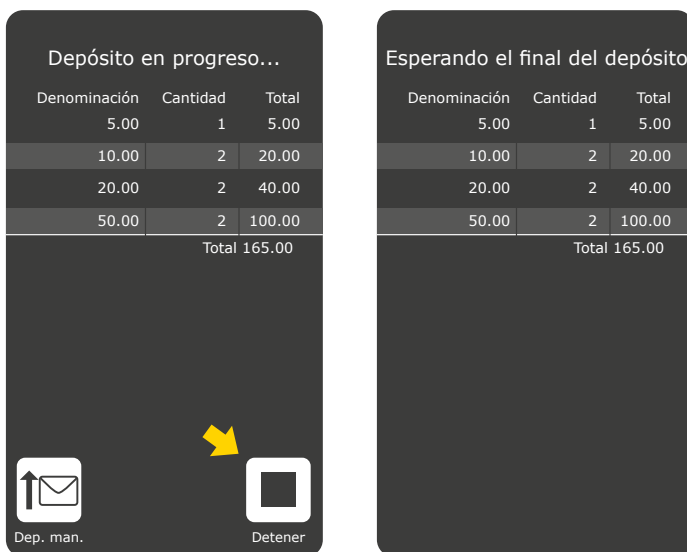 Depósito en progreso...
Denominación Cantidad Total
5.00 1 5.00
10.00 2 20.00
20.00 2 40.00
50.00 2 100.00
Total 165.00
Dep. man.
Detener
Esperando el final del depósito
Denominación Cantidad Total
5.00 1 5.00
10.00 2 20.00
20.00 2 40.00
50.00 2 100.00
Total 165.00